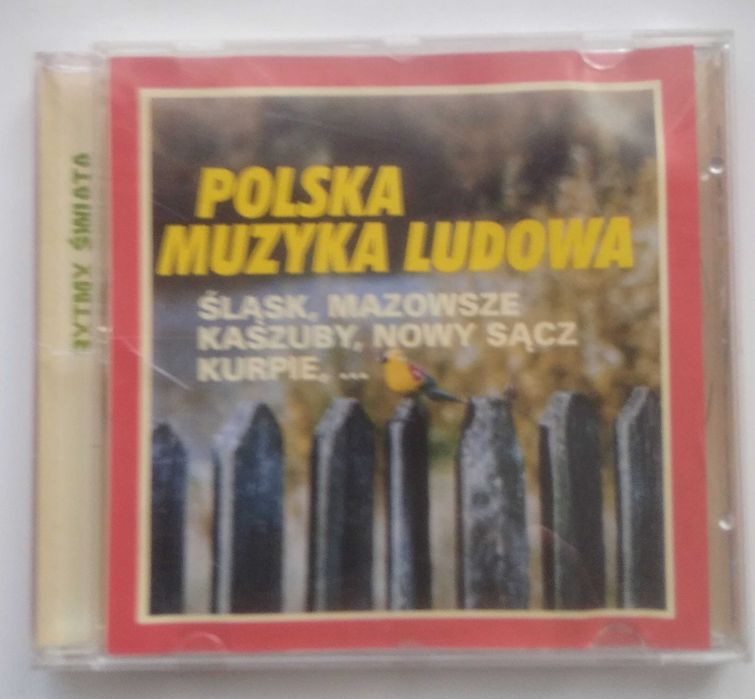 RYTMY ŚWIATA
POLSKA
MUZYKA LUDOWA
ŚLĄSK, MAZOWSZE
KASZUBY, NOWY SĄCZ
KURPIE, ...